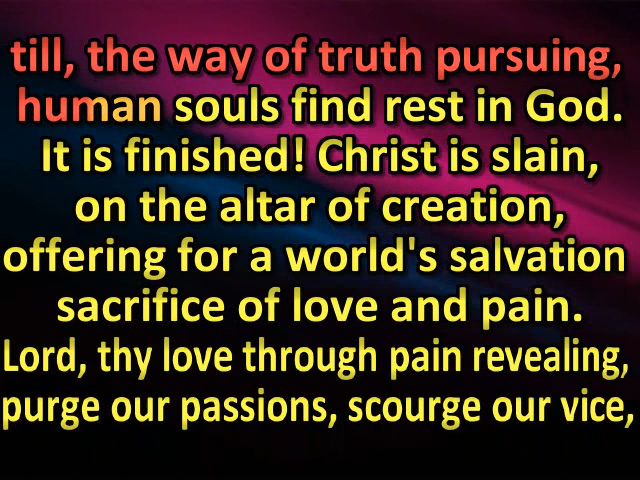 till, the way of truth pursuing,
human souls find rest in God.
It is finished! Christ is slain,
on the altar of creation,
offering for a world's salvation
sacrifice of love and pain.
Lord, thy love through pain revealing,
purge our passions, scourge our vice,